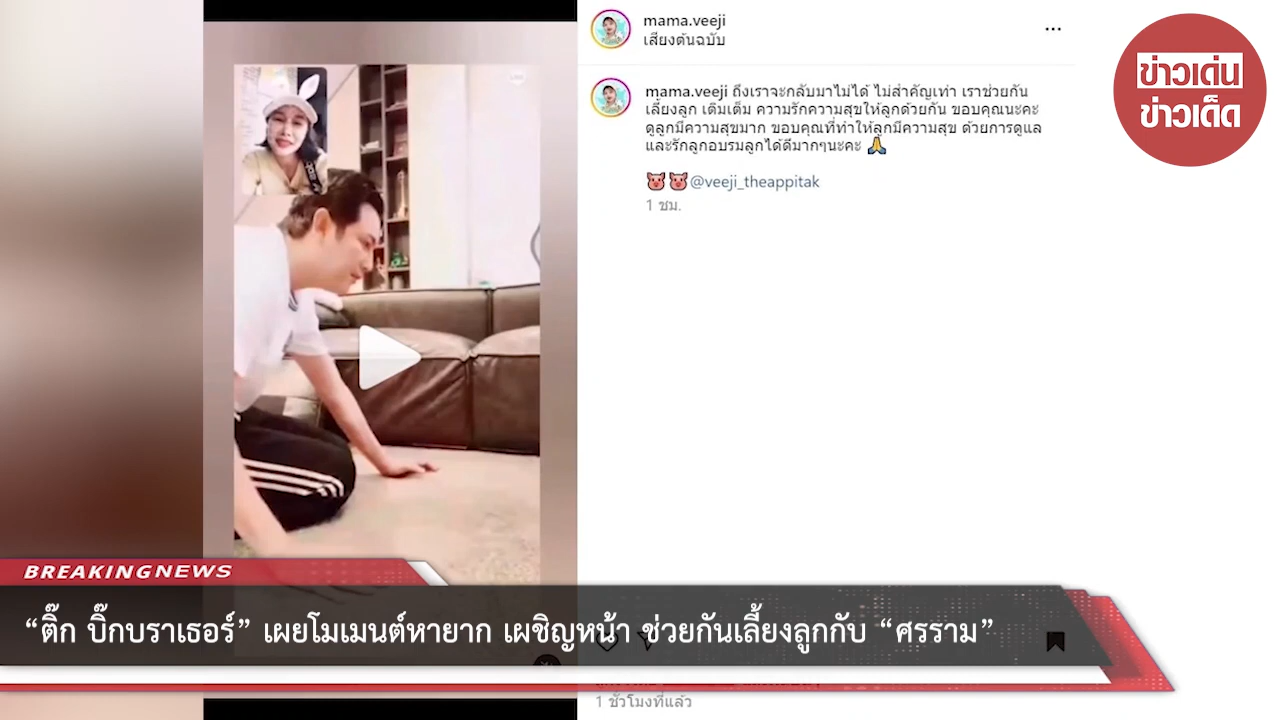 mama.veeji
เสียงต้นฉบับ
ข่าวเด่น
ข่าวเด็ด
mama.veeji ถึงเราจะกลับมาไม่ได้ ไม่สำคัญเท่า เราช่วยกัน
เลี้ยงลูก เติมเต็ม ความรักความสุขให้ลูกด้วยกัน ขอบคุณนะคะ
ดูลูกมีความสุขมาก ขอบคุณที่ทำให้ลูกมีความสุข ด้วยการดูแล
และรักลูกอบรมลูกได้ดีมากๆนะคะ 🙏
🐷🐷@veeji_theappitak
1 ชม.
BREAKING NEWS
“ติ๊ก บิ๊กบราเธอร์” เผยโมเมนต์หายาก เผชิญหน้า ช่วยกันเลี้ยงลูกกับ “ศรราม”
1 ชั่วโมงที่แล้ว